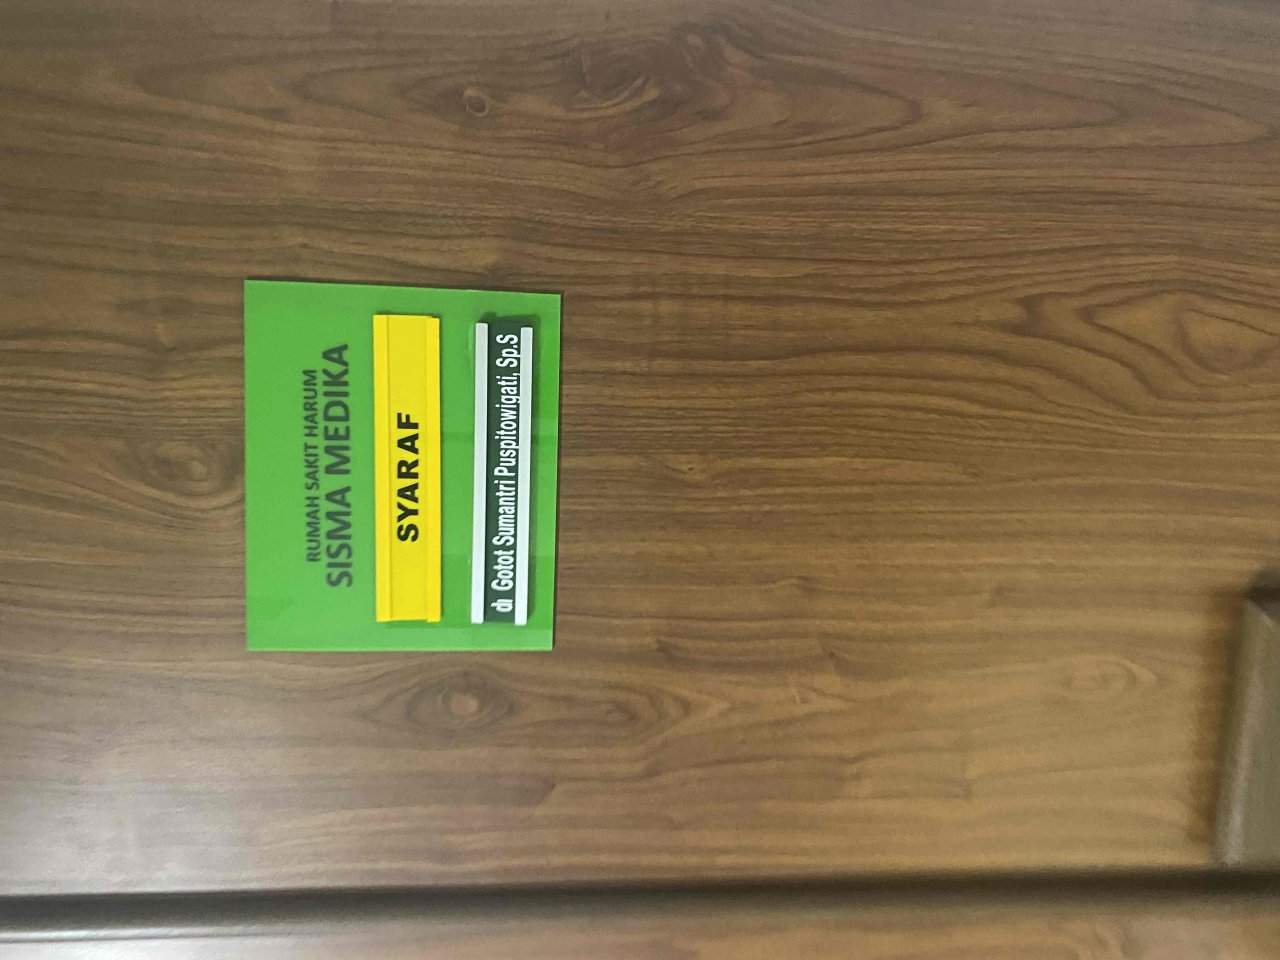 RUMAH SAKIT HARUM
SISMA MEDIKA
SYARAF
dr Gotot Sumantri Puspitowigati, Sp.S